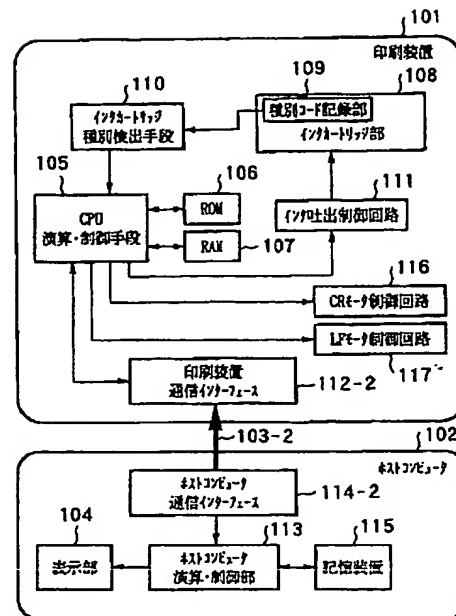 101
印刷装置
110
109
108
種別コード記録部
インクカートリッジ
種別検出手段
インクカートリッジ部
105
106
111
CPU
演算・制御手段
ROM
RAM
107
インク吐出制御回路
116
CRモータ制御回路
LFモータ制御回路
117
印刷装置
通信インターフェース
112-2
103-2
102
ホストコンピュータ
ホストコンピュータ
通信インターフェース
114-2
104
113
115
表示部
ホストコンピュータ
演算・制御部
記憶装置